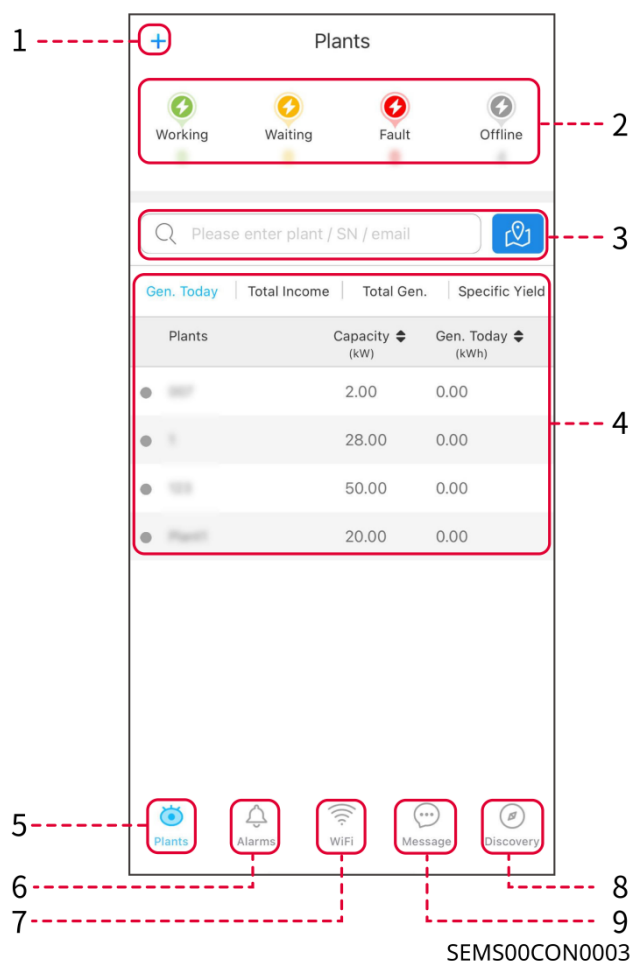 1
Plants
Working Waiting Fault Offline
2
Please enter plant / SN / email
3
Gen. Today Total Income Total Gen. Specific Yield
Plants Capacity Gen. Today
(kW) (kWh)
2.00 0.00
4
28.00 0.00
50.00 0.00
20.00 0.00
5
Plants Alarms WiFi Message Discovery
6 8
7 9
SEMS00CON0003